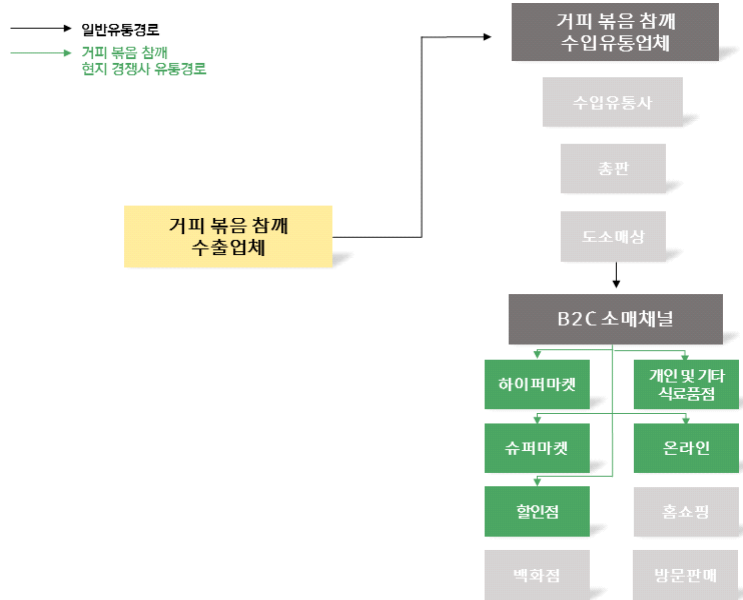 일반유통경로
거피 볶음 참깨
현지 경쟁사 유통경로
거피 볶음 참깨
수입유통업체
수입유통사
총판
거피 볶음 참깨
수출업체
도소매상
B2C 소매채널
하이퍼마켓
개인 및 기타
식료품점
슈퍼마켓
온라인
할인점
홈쇼핑
백화점
방문판매